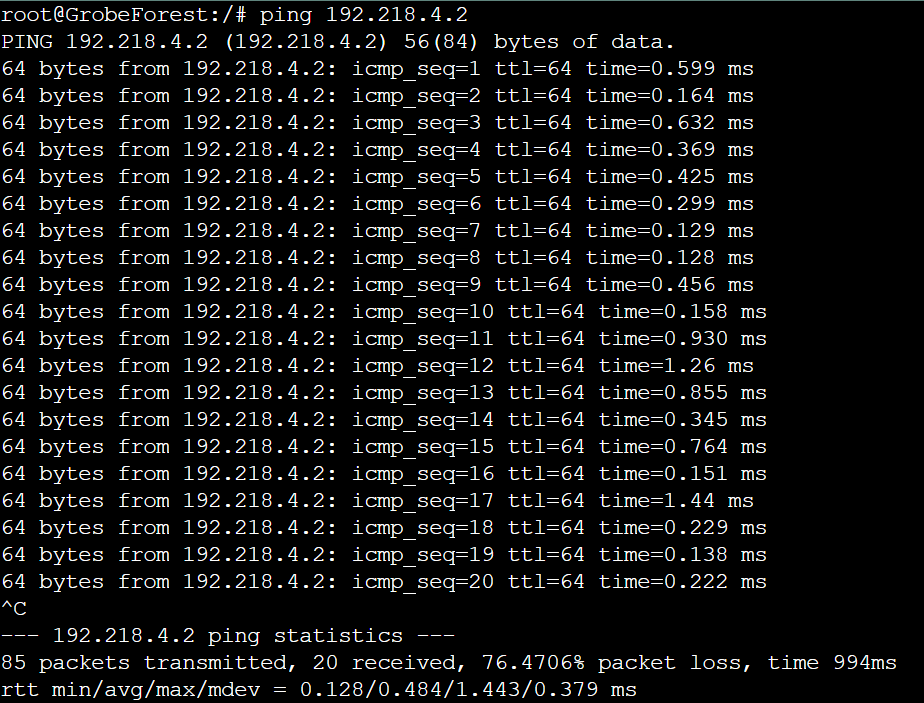 root@GrobeForest:/# ping 192.218.4.2
PING 192.218.4.2 (192.218.4.2) 56(84) bytes of data.
64 bytes from 192.218.4.2: icmp_seq=1 ttl=64 time=0.599 ms
64 bytes from 192.218.4.2: icmp_seq=2 ttl=64 time=0.164 ms
64 bytes from 192.218.4.2: icmp_seq=3 ttl=64 time=0.632 ms
64 bytes from 192.218.4.2: icmp_seq=4 ttl=64 time=0.369 ms
64 bytes from 192.218.4.2: icmp_seq=5 ttl=64 time=0.425 ms
64 bytes from 192.218.4.2: icmp_seq=6 ttl=64 time=0.299 ms
64 bytes from 192.218.4.2: icmp_seq=7 ttl=64 time=0.129 ms
64 bytes from 192.218.4.2: icmp_seq=8 ttl=64 time=0.128 ms
64 bytes from 192.218.4.2: icmp_seq=9 ttl=64 time=0.456 ms
64 bytes from 192.218.4.2: icmp_seq=10 ttl=64 time=0.158 ms
64 bytes from 192.218.4.2: icmp_seq=11 ttl=64 time=0.930 ms
64 bytes from 192.218.4.2: icmp_seq=12 ttl=64 time=1.26 ms
64 bytes from 192.218.4.2: icmp_seq=13 ttl=64 time=0.855 ms
64 bytes from 192.218.4.2: icmp_seq=14 ttl=64 time=0.345 ms
64 bytes from 192.218.4.2: icmp_seq=15 ttl=64 time=0.764 ms
64 bytes from 192.218.4.2: icmp_seq=16 ttl=64 time=0.151 ms
64 bytes from 192.218.4.2: icmp_seq=17 ttl=64 time=1.44 ms
64 bytes from 192.218.4.2: icmp_seq=18 ttl=64 time=0.229 ms
64 bytes from 192.218.4.2: icmp_seq=19 ttl=64 time=0.138 ms
64 bytes from 192.218.4.2: icmp_seq=20 ttl=64 time=0.222 ms
^C
--- 192.218.4.2 ping statistics ---
85 packets transmitted, 20 received, 76.4706% packet loss, time 994ms
rtt min/avg/max/mdev = 0.128/0.484/1.443/0.379 ms